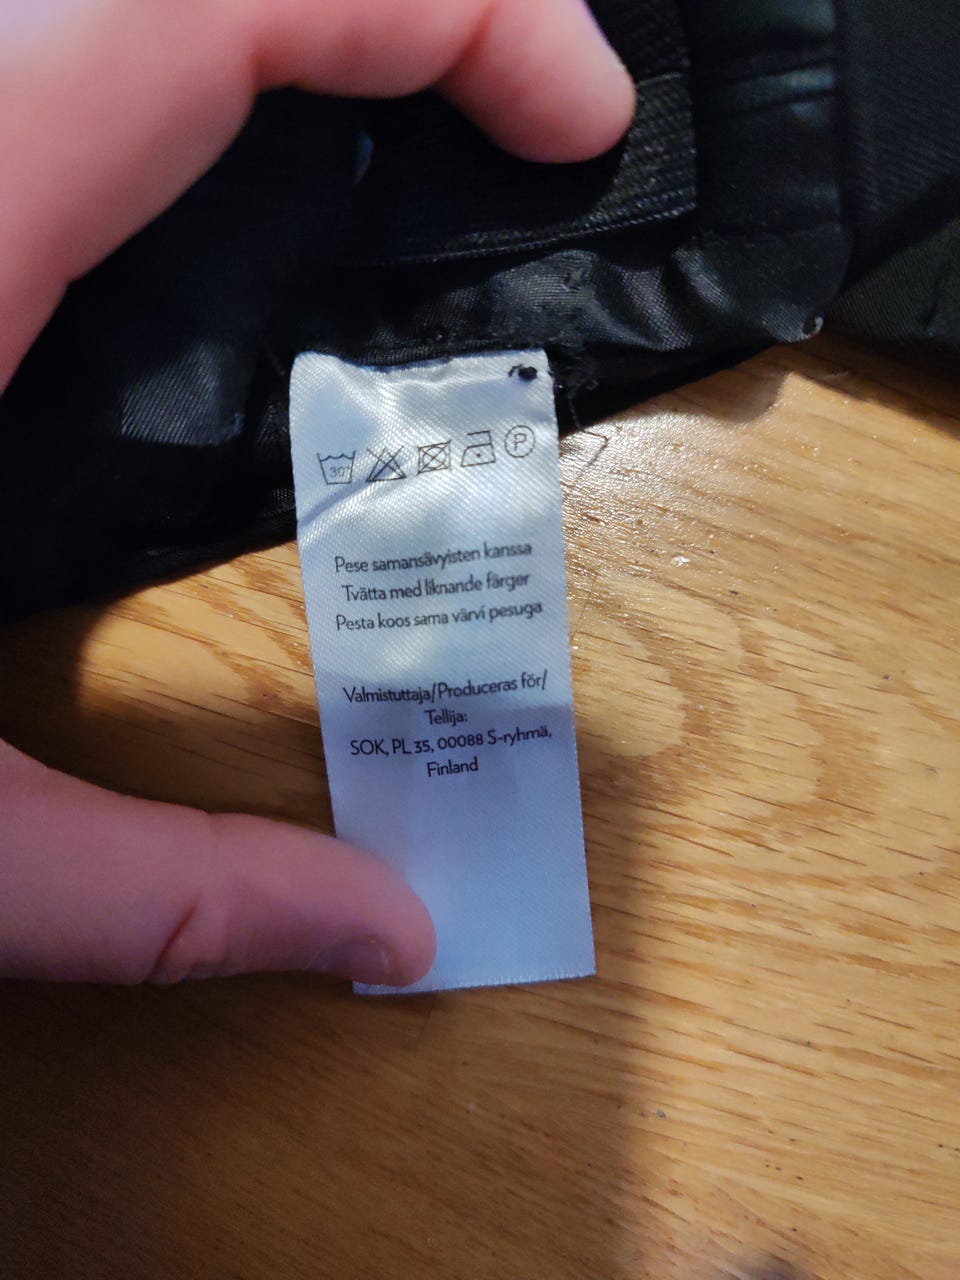 30°
P
Pese samansävyisten kanssa
Tvätta med liknande färger
Pesta koos sama värvi pesuga
Valmistuttaja/Produceras för/
Tellija:
SOK, PL 35, 00088 S-ryhmä,
Finland